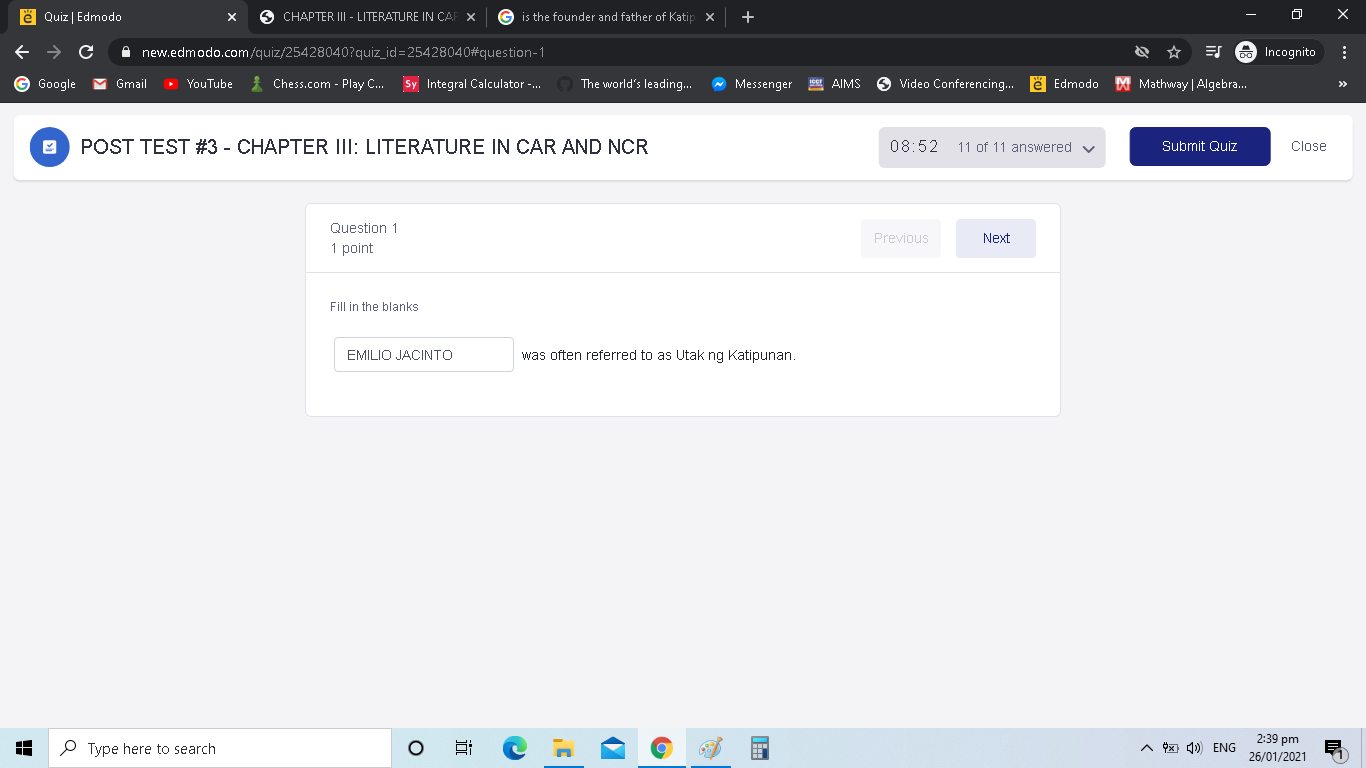 Quiz | Edmodo
CHAPTER III - LITERATURE IN CAR
is the founder and father of Katip
new.edmodo.com/quiz/25428040?quiz_id=25428040#question-1
Incognito
Google
Gmail
YouTube
Chess.com - Play C...
Sy
Integral Calculator -...
The world's leading...
Messenger
AIMS
Video Conferencing...
Edmodo
Mathway | Algebra...
»
POST TEST #3 - CHAPTER III: LITERATURE IN CAR AND NCR
08:52
11 of 11 answered
Submit Quiz
Close
Question 1
1 point
Previous
Next
Fill in the blanks
EMILIO JACINTO was often referred to as Utak ng Katipunan.
Type here to search
ENG
2:39 pm
26/01/2021
1